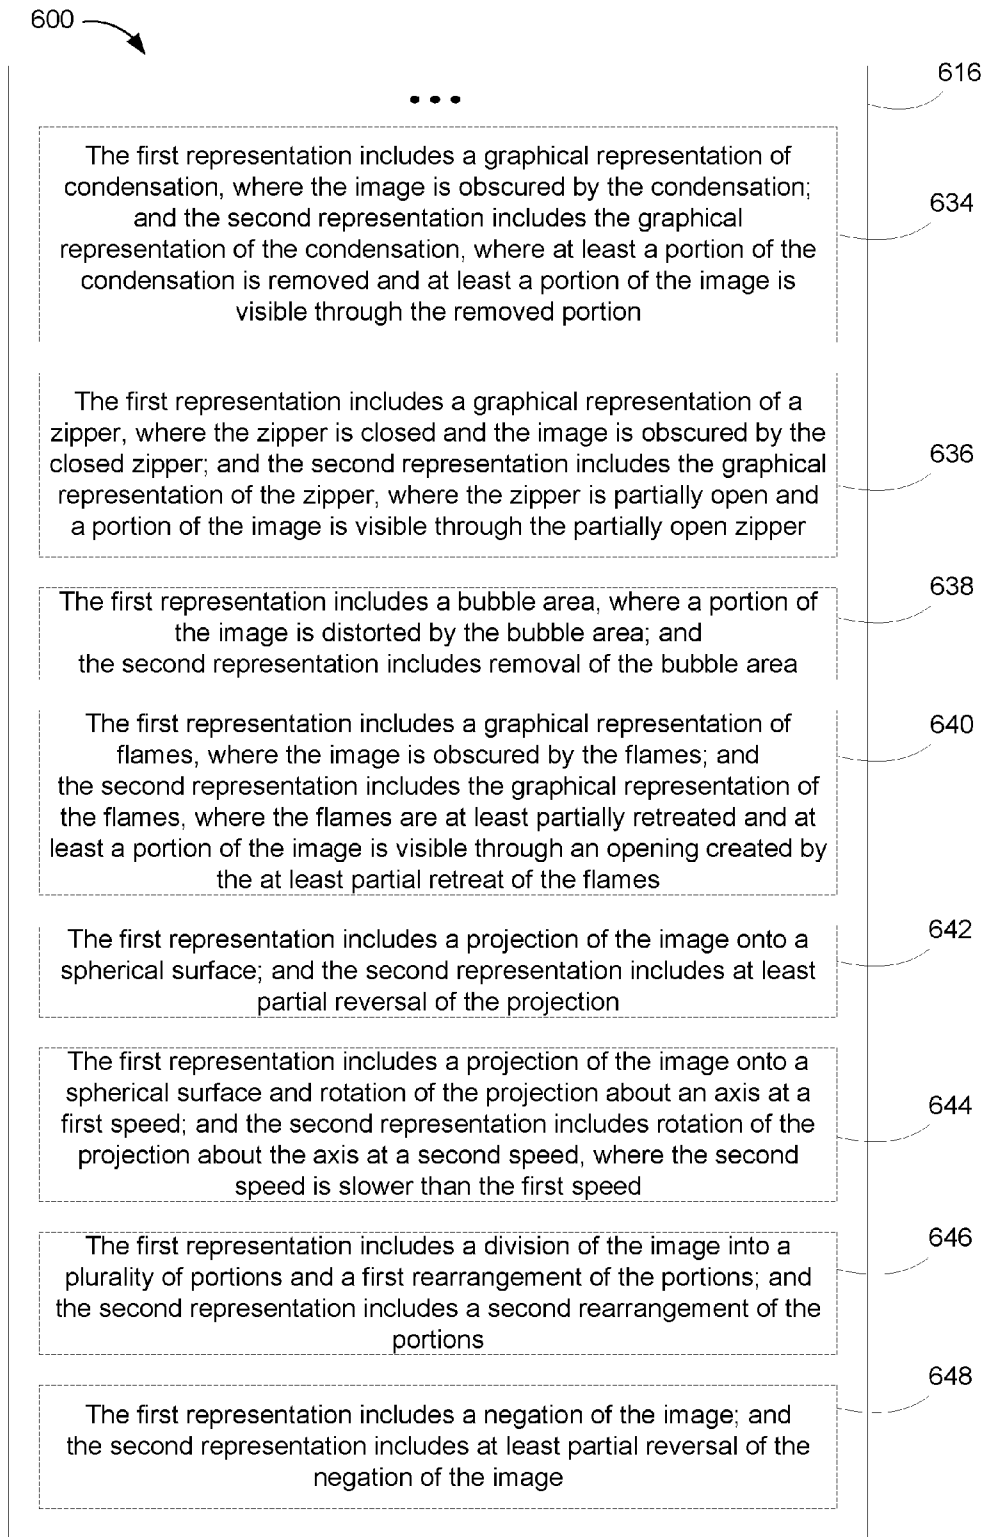 600
616
The first representation includes a graphical representation of
condensation, where the image is obscured by the condensation;
and the second representation includes the graphical
representation of the condensation, where at least a portion of the
condensation is removed and at least a portion of the image is
visible through the removed portion
634
The first representation includes a graphical representation of a
zipper, where the zipper is closed and the image is obscured by the
closed zipper; and the second representation includes the graphical
representation of the zipper, where the zipper is partially open and
a portion of the image is visible through the partially open zipper
636
The first representation includes a bubble area, where a portion of
the image is distorted by the bubble area; and
the second representation includes removal of the bubble area
638
The first representation includes a graphical representation of
flames, where the image is obscured by the flames; and
the second representation includes the graphical representation of
the flames, where the flames are at least partially retreated and at
least a portion of the image is visible through an opening created by
the at least partial retreat of the flames
640
The first representation includes a projection of the image onto a
spherical surface; and the second representation includes at least
partial reversal of the projection
642
The first representation includes a projection of the image onto a
spherical surface and rotation of the projection about an axis at a
first speed; and the second representation includes rotation of the
projection about the axis at a second speed, where the second
speed is slower than the first speed
644
The first representation includes a division of the image into a
plurality of portions and a first rearrangement of the portions; and
the second representation includes a second rearrangement of the
portions
646
The first representation includes a negation of the image; and
the second representation includes at least partial reversal of the
negation of the image
648